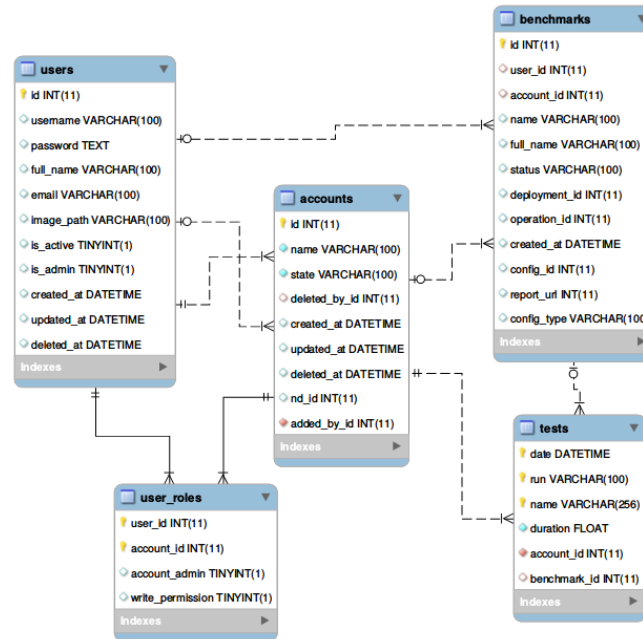 benchmarks
id INT(11)
user_id INT(11)
account_id INT(11)
name VARCHAR(100)
full_name VARCHAR(100)
status VARCHAR(100)
deployment_id INT(11)
operation_id INT(11)
created_at DATETIME
config_id INT(11)
report_url INT(11)
config_type VARCHAR(100
Indexes
users
id INT(11)
username VARCHAR(100)
password TEXT
full_name VARCHAR(100)
email VARCHAR(100)
image_path VARCHAR(100)
is_active TINYINT(1)
is_admin TINYINT(1)
created_at DATETIME
updated_at DATETIME
deleted_at DATETIME
Indexes
accounts
id INT(11)
name VARCHAR(100)
state VARCHAR(100)
deleted_by_id INT(11)
created_at DATETIME
updated_at DATETIME
deleted_at DATETIME
nd_id INT(11)
added_by_id INT(11)
Indexes
tests
date DATETIME
run VARCHAR(100)
name VARCHAR(256)
duration FLOAT
account_id INT(11)
benchmark_id INT(11)
Indexes
user_roles
user_id INT(11)
account_id INT(11)
account_admin TINYINT(1)
write_permission TINYINT(1)
Indexes